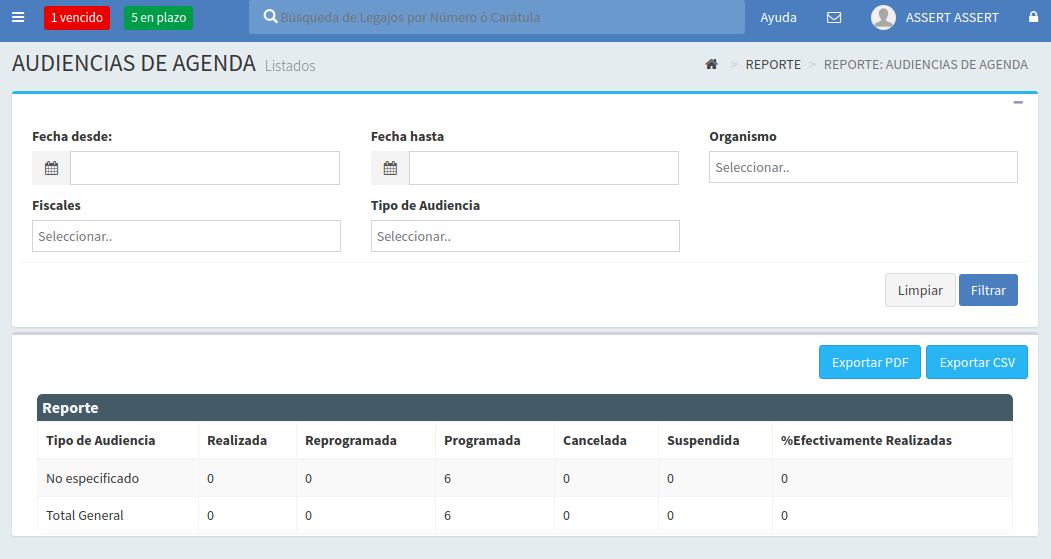 1 vencido 5 en plazo Búsqueda de Legajos por Número ó Carátula Ayuda ASSERT ASSERT
AUDIENCIAS DE AGENDA Listados > REPORTE > REPORTE: AUDIENCIAS DE AGENDA
Fecha desde: Fecha hasta Organismo
Seleccionar..
Fiscales Tipo de Audiencia
Seleccionar.. Seleccionar..
Limpiar Filtrar
Exportar PDF Exportar CSV
Reporte
Tipo de Audiencia Realizada Reprogramada Programada Cancelada Suspendida %Efectivamente Realizadas
No especificado 0 0 6 0 0 0
Total General 0 0 6 0 0 0